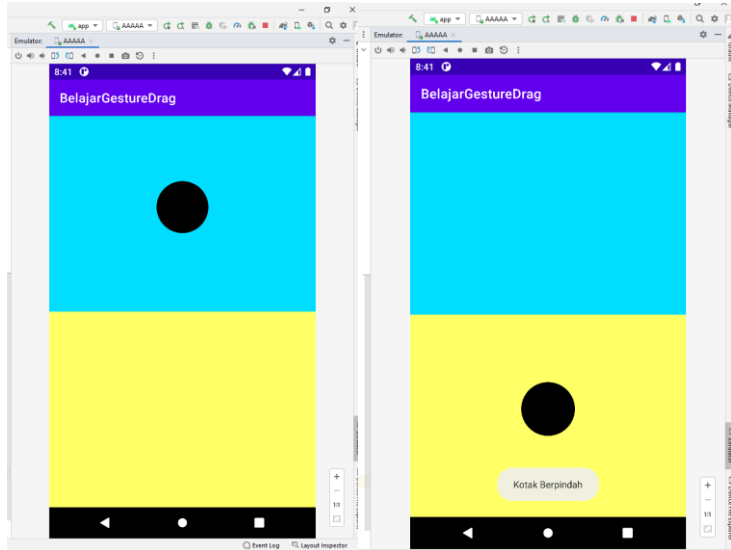 app
AAAAA
Emulator:
AAAAA
8:41
BelajarGestureDrag
1:1
Event Log
Layout Inspector
app
AAAAA
Emulator:
AAAAA
8:41
BelajarGestureDrag
Kotak Berpindah
1:1